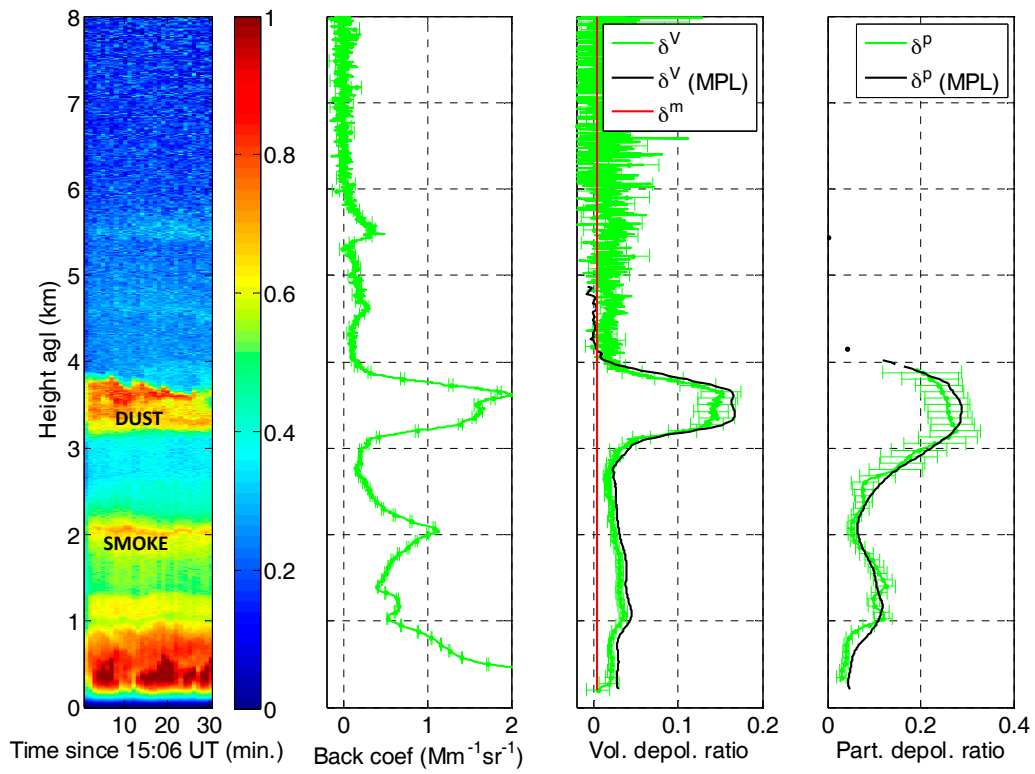 8
7
6
5
4
3
2
1
0
Height agl (km)
DUST
SMOKE
10 20 30
Time since 15:06 UT (min.)
1
0.8
0.6
0.4
0.2
0
0 1 2
Back coef (Mm⁻¹sr⁻¹)
δᵛ
δᵛ (MPL)
δᵐ
0 0.1 0.2
Vol. depol. ratio
δᵖ
δᵖ (MPL)
0 0.2 0.4
Part. depol. ratio